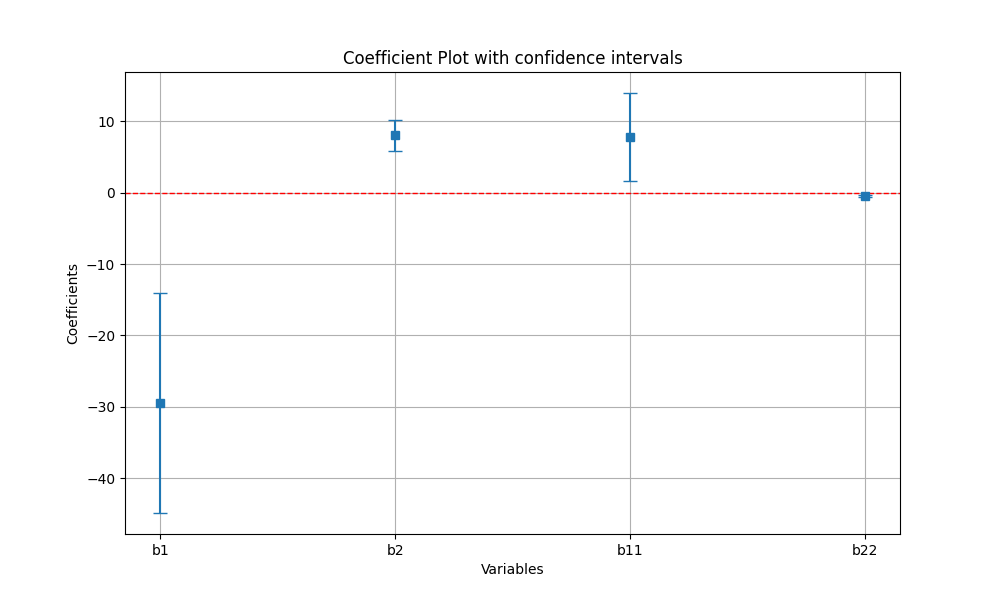 Coefficient Plot with confidence intervals
10
0
−10
−20
−30
−40
Coefficients
b1 b2 b11 b22
Variables